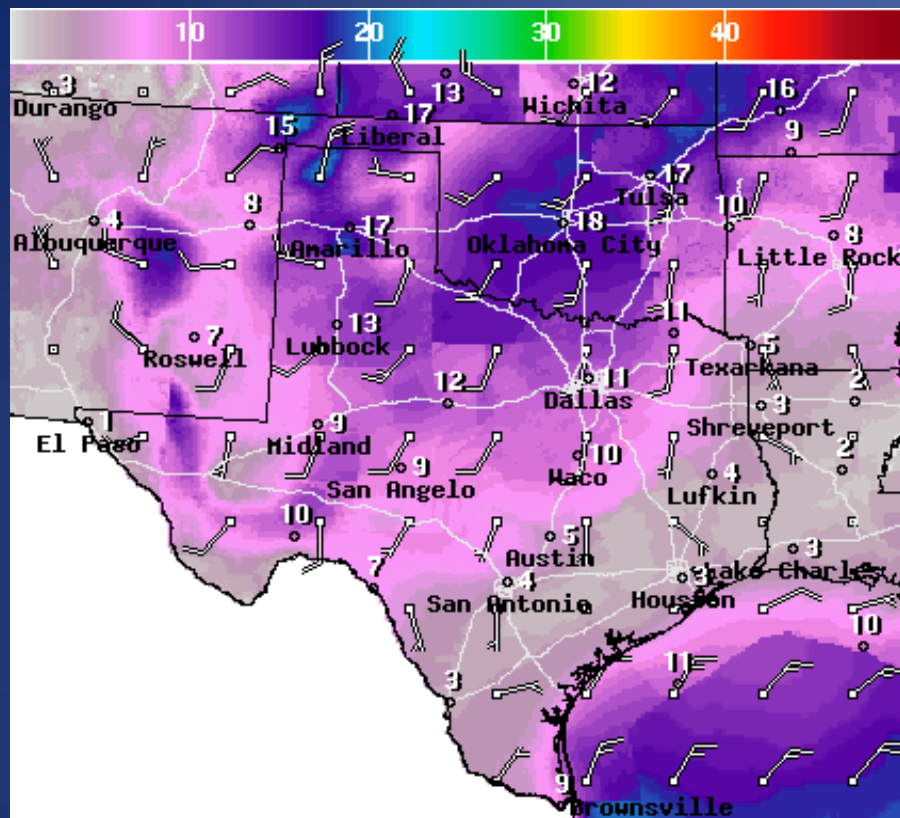 10 20 30 40
3 13 12 16
Durango Wichita
17
Liberal
15 9
17
Tulsa
4 8 17 18 10 8
Albuquerque Amarillo Oklahoma City Little Rock
7 13 11 5
Roswell Lubbock Texarkana
12 11 2
Dallas
1 9 3
El Paso Midland Shreveport
9 10 4 2
San Angelo Waco Lufkin
10 5 3
Austin Lake Charles
7 4 3
San Antonio Houston
10
11
3
9
Brownsville